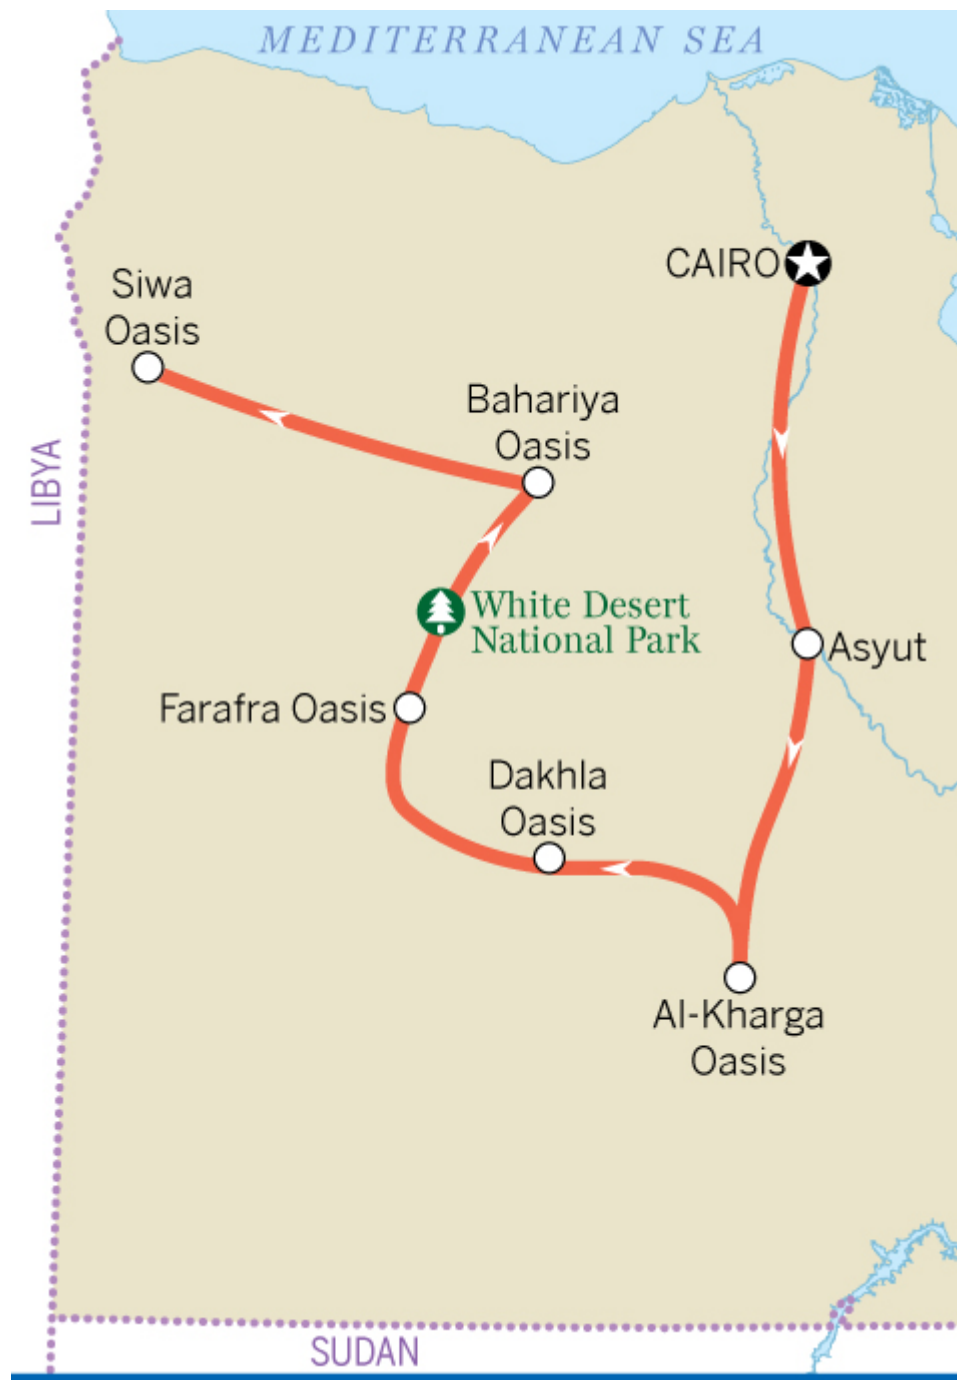 MEDITERRANEAN SEA
CAIRO
Siwa
Oasis
Bahariya
Oasis
LIBYA
White Desert
National Park
Asyut
Farafra Oasis
Dakhla
Oasis
Al-Kharga
Oasis
SUDAN